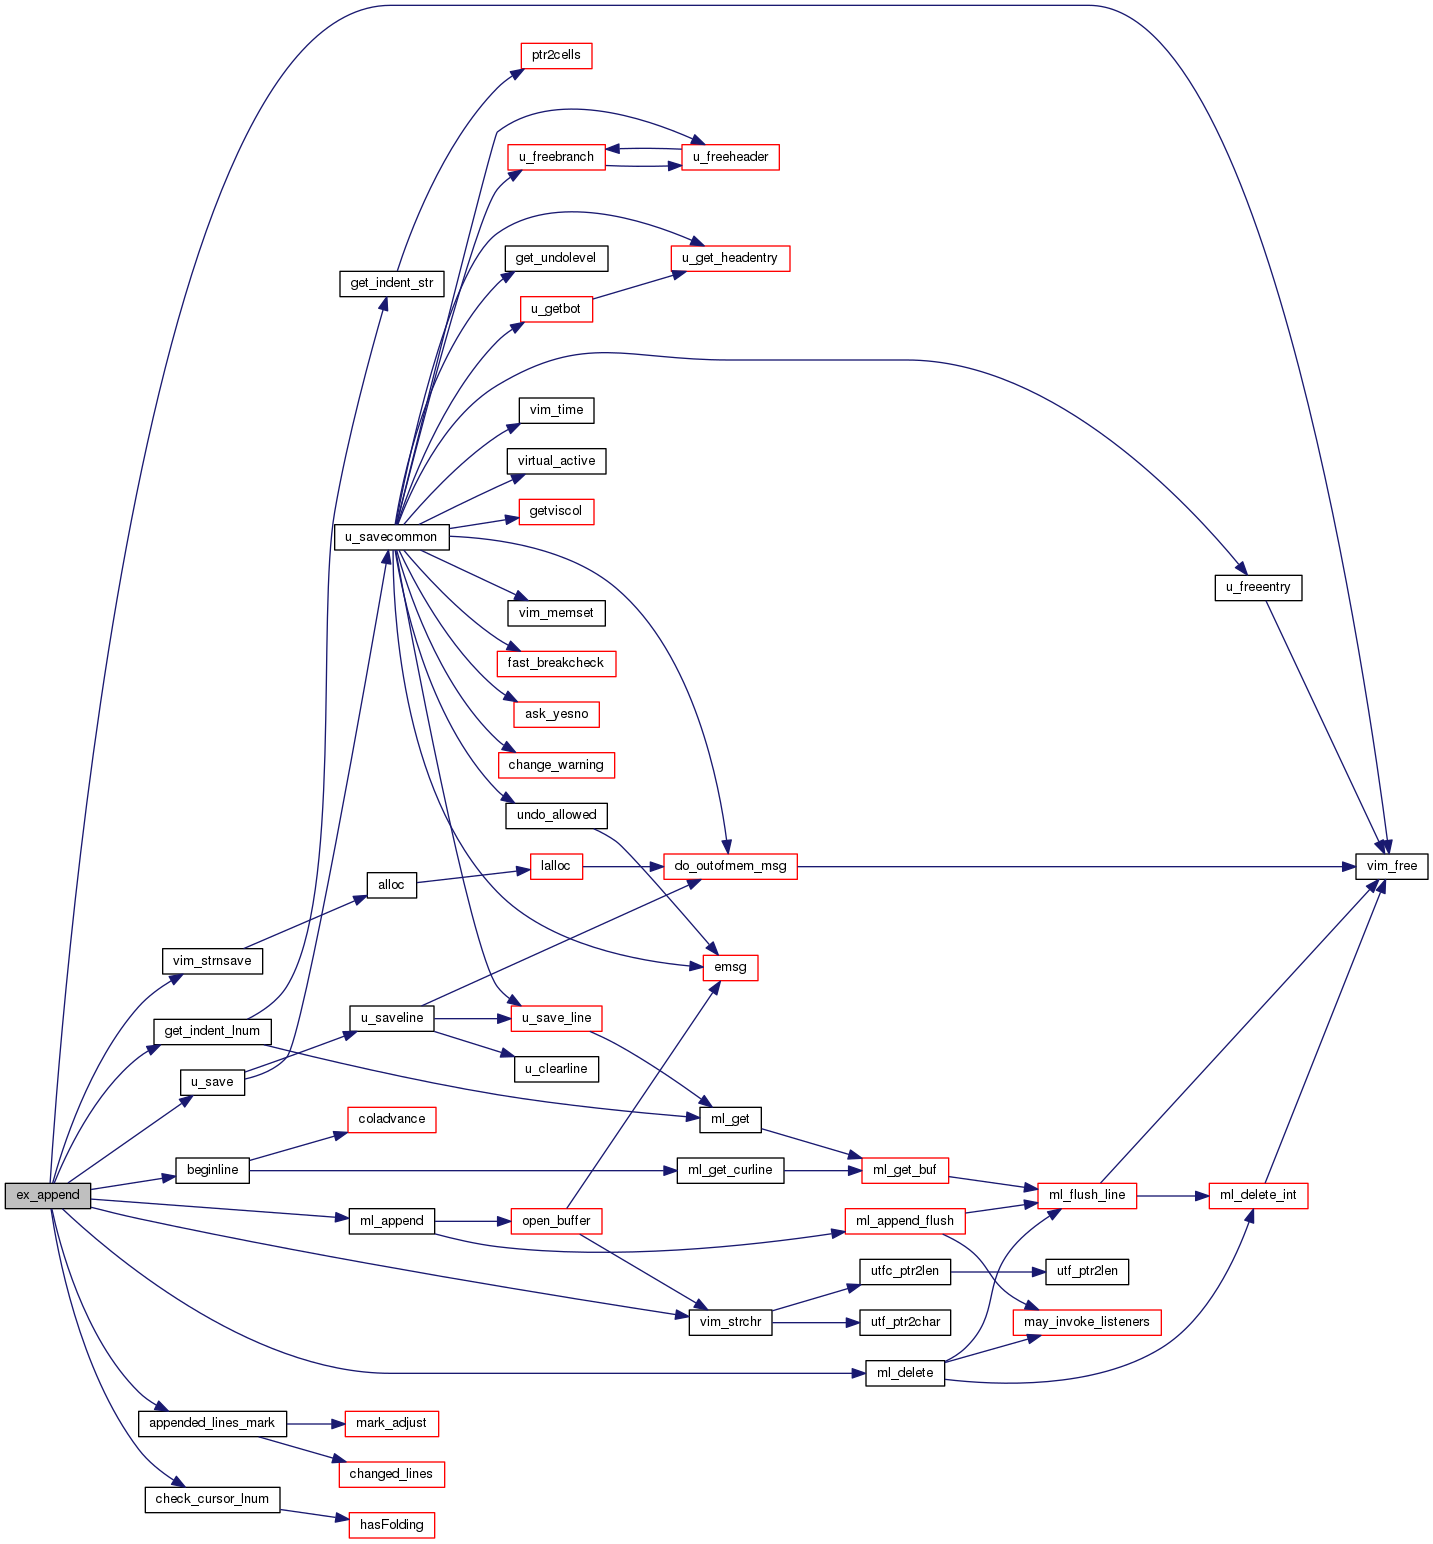 ptr2cells
u_freebranch
u_freeheader
get_undolevel
u_get_headentry
get_indent_str
u_getbot
vim_time
virtual_active
getviscol
u_savecommon
u_freeentry
vim_memset
fast_breakcheck
ask_yesno
change_warning
undo_allowed
lalloc
do_outofmem_msg
vim_free
alloc
vim_strnsave
emsg
u_saveline
u_save_line
get_indent_lnum
u_clearline
u_save
coladvance
ml_get
beginline
ml_get_curline
ml_get_buf
ex_append
ml_flush_line
ml_delete_int
ml_append
open_buffer
ml_append_flush
utfc_ptr2len
utf_ptr2len
vim_strchr
utf_ptr2char
may_invoke_listeners
ml_delete
appended_lines_mark
mark_adjust
changed_lines
check_cursor_lnum
hasFolding